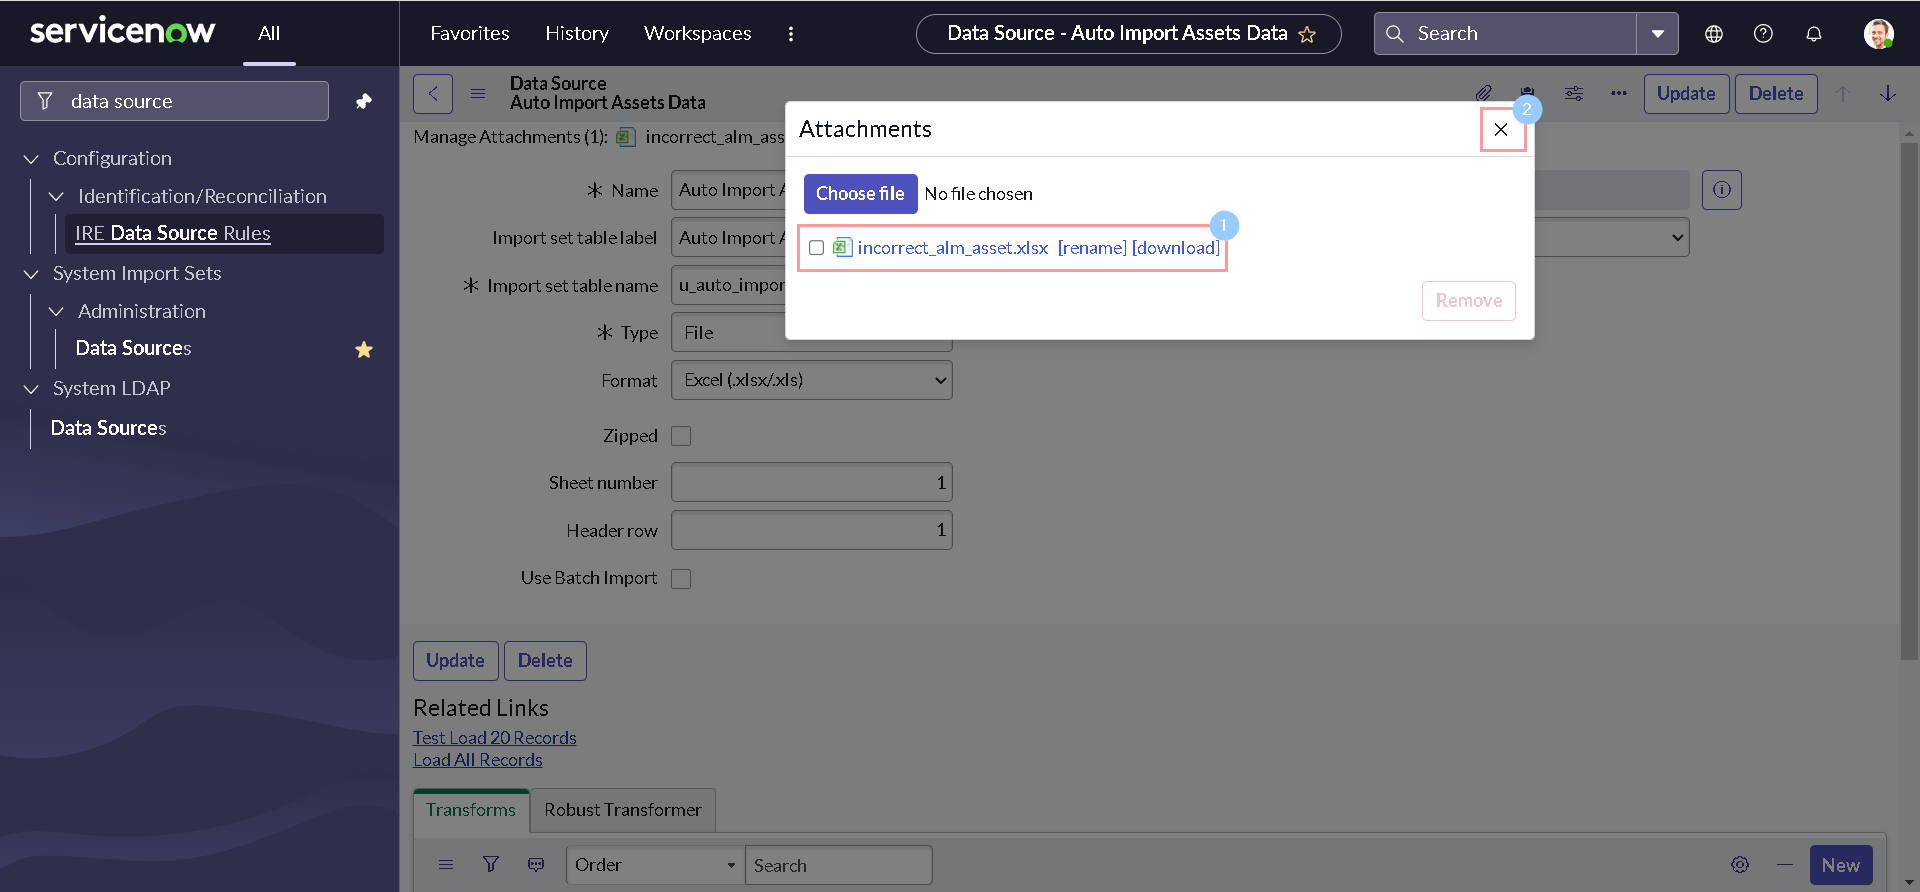 servicenow
All
Favorites
History
Workspaces
Data Source - Auto Import Assets Data
Search
data source
Configuration
Identification/Reconciliation
IRE Data Source Rules
System Import Sets
Administration
Data Sources
System LDAP
Data Sources
Data Source
Auto Import Assets Data
Update
Delete
Manage Attachments (1): incorrect_alm_ass
Attachments
2
Choose file No file chosen
1
incorrect_alm_asset.xlsx [rename] [download]
Remove
Name Auto Import A
Import set table label Auto Import A
Import set table name u_auto_impor
Type File
Format Excel (.xlsx/.xls)
Zipped
Sheet number 1
Header row 1
Use Batch Import
Update Delete
Related Links
Test Load 20 Records
Load All Records
Transforms Robust Transformer
Order Search New